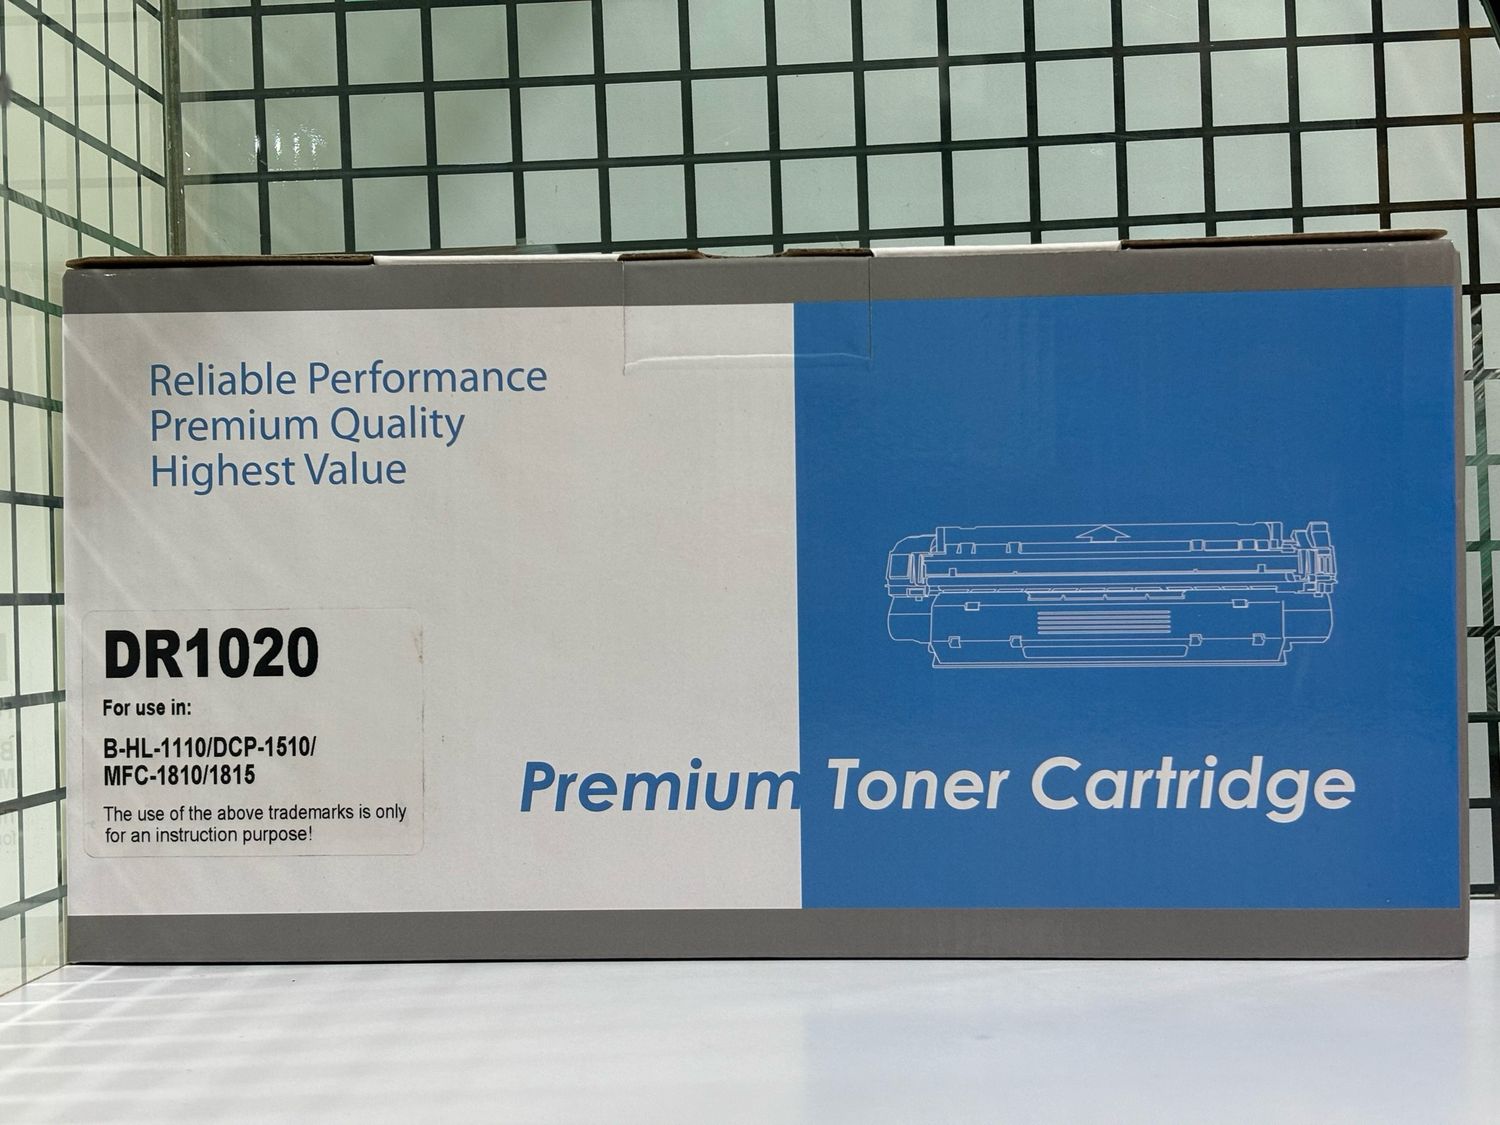 Reliable Performance
Premium Quality
Highest Value
DR1020
For use in:
B-HL-1110/DCP-1510/
MFC-1810/1815
The use of the above trademarks is only
for an instruction purpose!
Premium Toner Cartridge